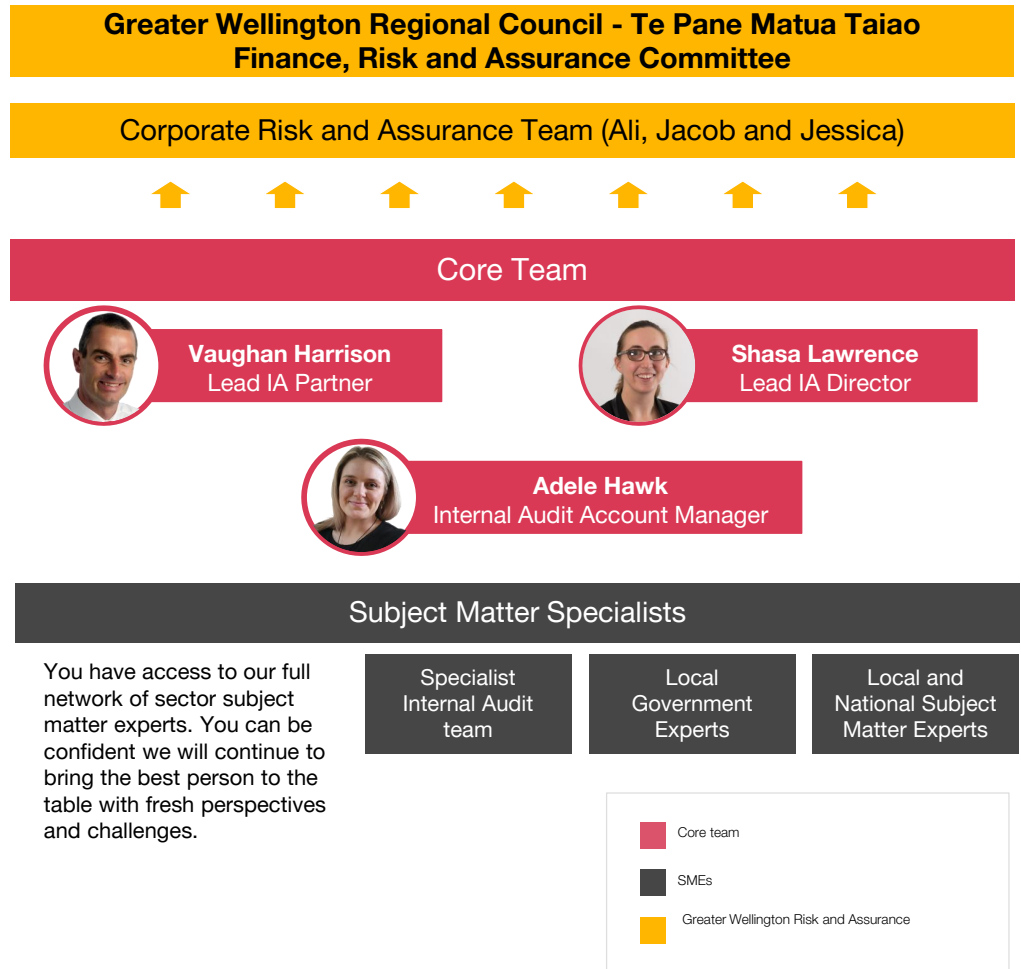 Greater Wellington Regional Council - Te Pane Matua Taiao
Finance, Risk and Assurance Committee
Corporate Risk and Assurance Team (Ali, Jacob and Jessica)
Core Team
Vaughan Harrison
Lead IA Partner
Shasa Lawrence
Lead IA Director
Adele Hawk
Internal Audit Account Manager
Subject Matter Specialists
You have access to our full
network of sector subject
matter experts. You can be
confident we will continue to
bring the best person to the
table with fresh perspectives
and challenges.
Specialist
Internal Audit
team
Local
Government
Experts
Local and
National Subject
Matter Experts
Core team
SMEs
Greater Wellington Risk and Assurance